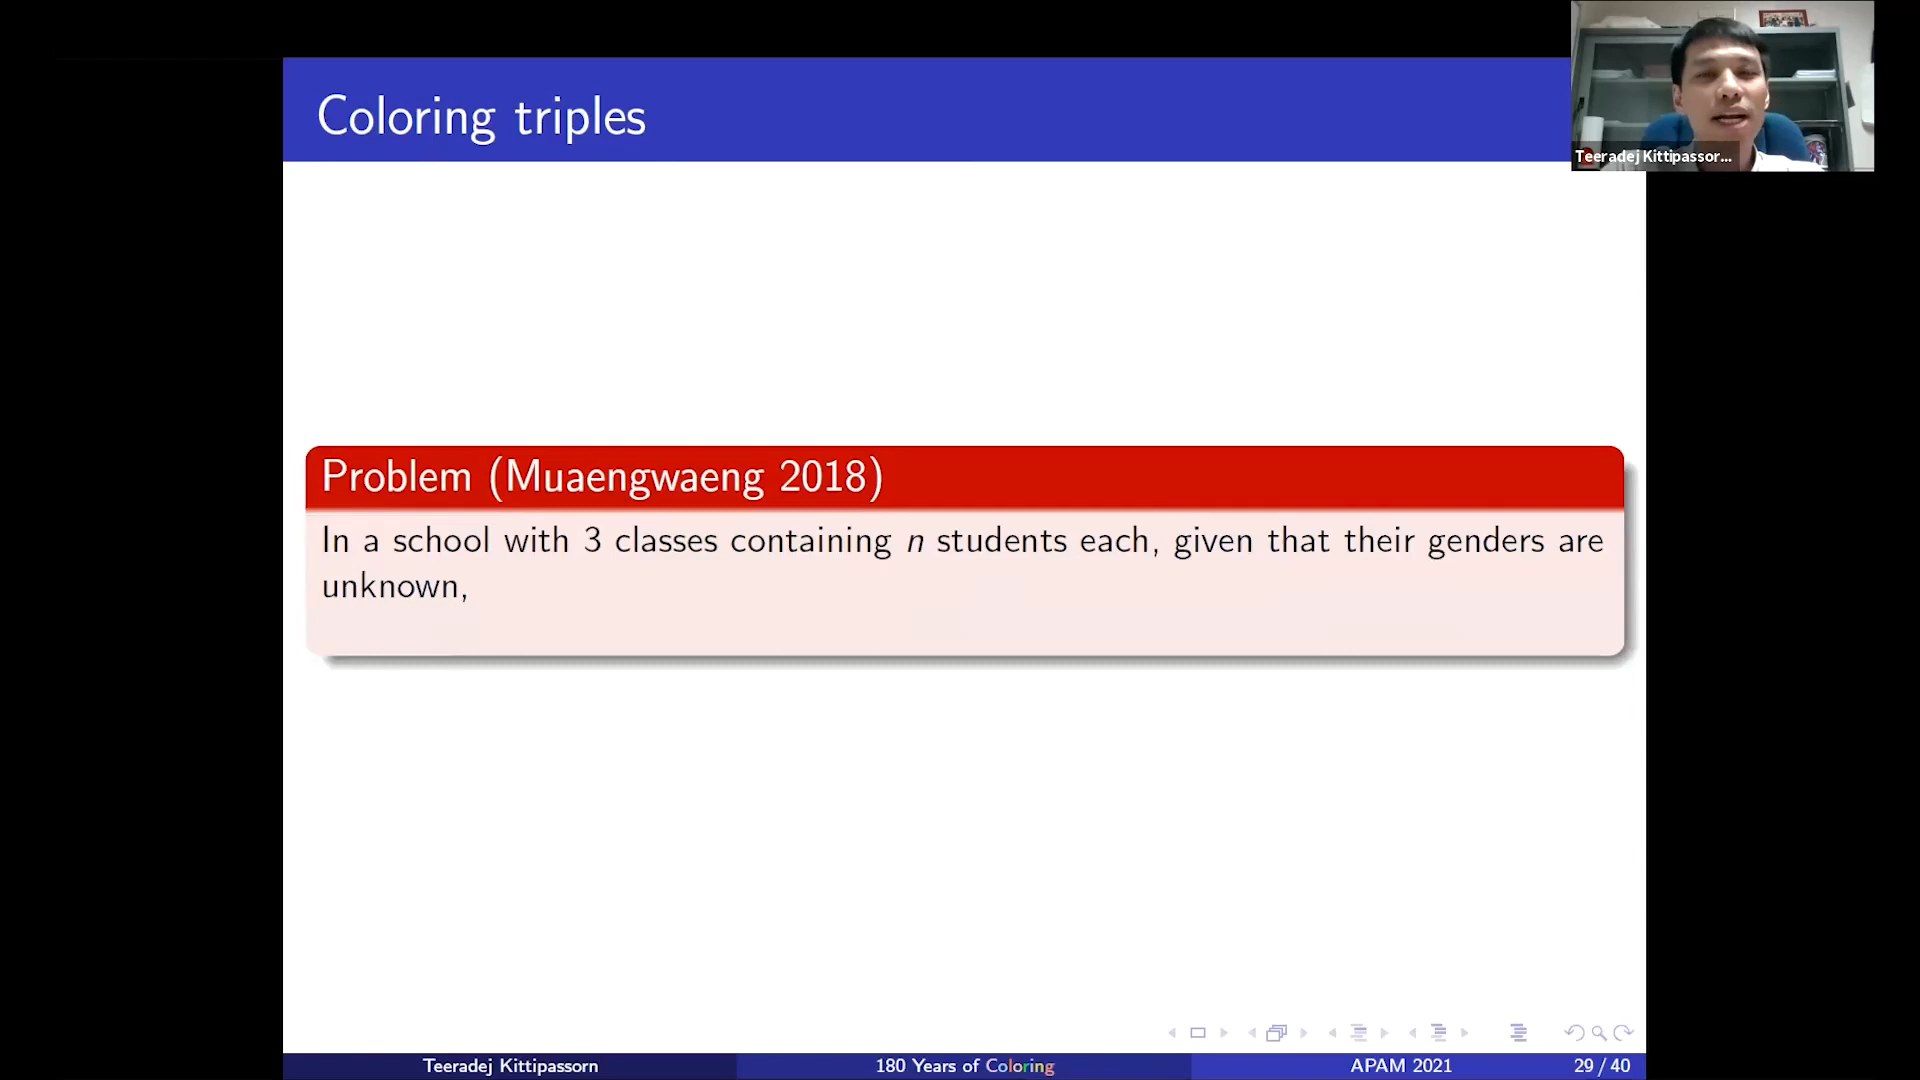 Coloring triples
Teeradej Kittipassor...
Problem (Muaengwaeng 2018)
In a school with 3 classes containing n students each, given that their genders are
unknown,
Teeradej Kittipassorn
180 Years of Coloring
APAM 2021
29 / 40